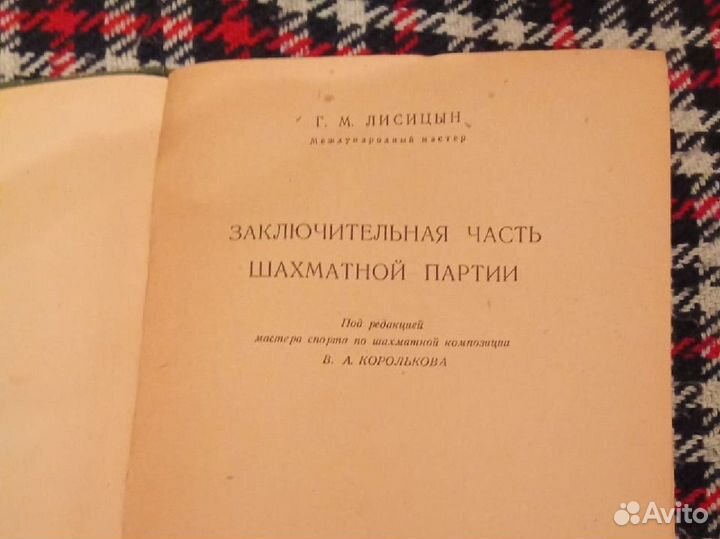 Г. М. ЛИСИЦЫН
Международный мастер
ЗАКЛЮЧИТЕЛЬНАЯ ЧАСТЬ
ШАХМАТНОЙ ПАРТИИ
Под редакцией
мастера спорта по шахматной композиции
В. А. КОРОЛЬКОВА
Avito